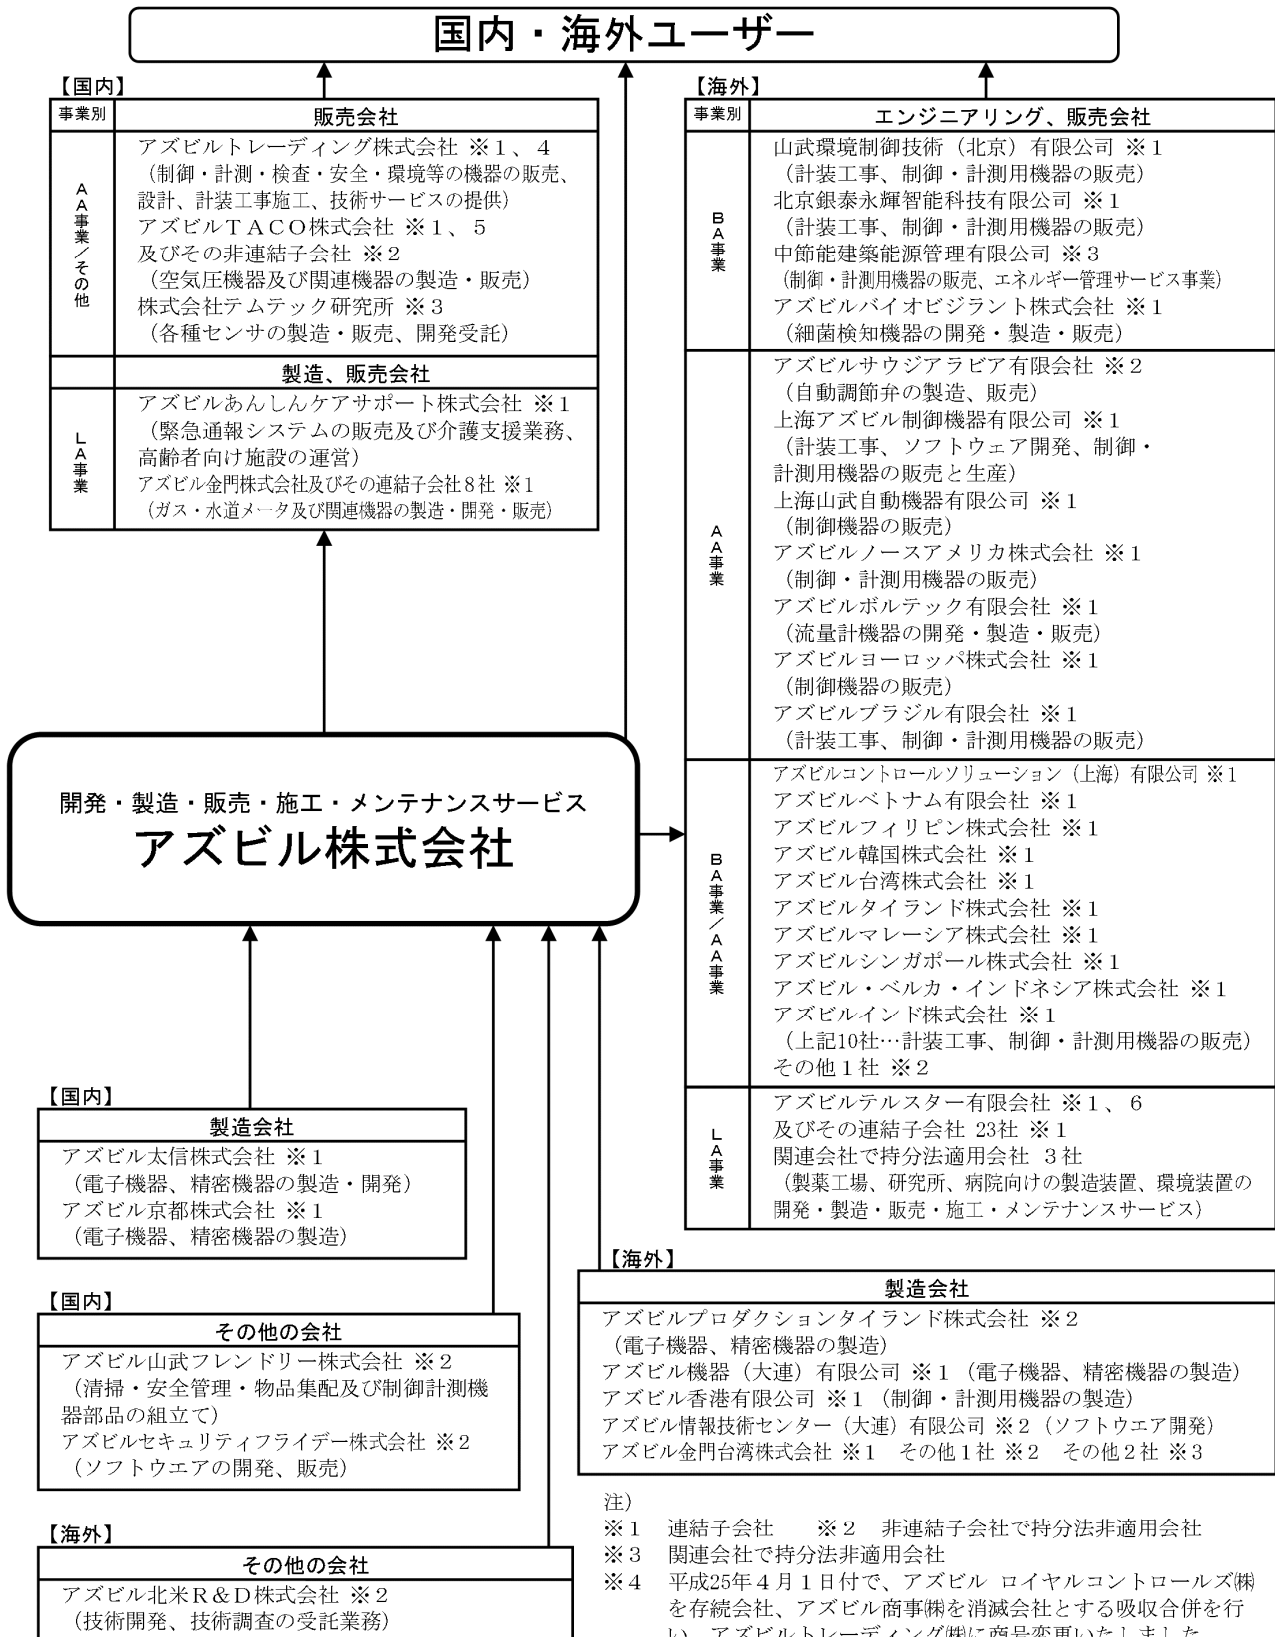 国内・海外ユーザー
【国内】
事業別
販売会社
AA事業／その他
アズビルトレーディング株式会社 ※１、４
（制御・計測・検査・安全・環境等の機器の販売、
設計、計装工事施工、技術サービスの提供）
アズビルＴＡＣＯ株式会社 ※１、５
及びその非連結子会社 ※２
（空気圧機器及び関連機器の製造・販売）
株式会社テムテック研究所 ※３
（各種センサの製造・販売、開発受託）
製造、販売会社
LA事業
アズビルあんしんケアサポート株式会社 ※１
（緊急通報システムの販売及び介護支援業務、
高齢者向け施設の運営）
アズビル金門株式会社及びその連結子会社８社 ※１
（ガス・水道メータ及び関連機器の製造・開発・販売）
【海外】
事業別
エンジニアリング、販売会社
BA事業
山武環境制御技術（北京）有限公司 ※１
（計装工事、制御・計測用機器の販売）
北京銀泰永輝智能科技有限公司 ※１
（計装工事、制御・計測用機器の販売）
中節能建築能源管理有限公司 ※３
（制御・計測用機器の販売、エネルギー管理サービス事業）
アズビルバイオビジラント株式会社 ※１
（細菌検知機器の開発・製造・販売）
AA事業
アズビルサウジアラビア有限会社 ※２
（自動調節弁の製造、販売）
上海アズビル制御機器有限公司 ※１
（計装工事、ソフトウェア開発、制御・
計測用機器の販売と生産）
上海山武自動機器有限公司 ※１
（制御機器の販売）
アズビルノースアメリカ株式会社 ※１
（制御・計測用機器の販売）
アズビルボルテック有限会社 ※１
（流量計機器の開発・製造・販売）
アズビルヨーロッパ株式会社 ※１
（制御機器の販売）
アズビルブラジル有限会社 ※１
（計装工事、制御・計測用機器の販売）
BA事業／AA事業
アズビルコントロールソリューション（上海）有限公司 ※１
アズビルベトナム有限会社 ※１
アズビルフィリピン株式会社 ※１
アズビル韓国株式会社 ※１
アズビル台湾株式会社 ※１
アズビルタイランド株式会社 ※１
アズビルマレーシア株式会社 ※１
アズビルシンガポール株式会社 ※１
アズビル・ベルカ・インドネシア株式会社 ※１
アズビルインド株式会社 ※１
（上記10社…計装工事、制御・計測用機器の販売）
その他１社 ※２
LA事業
アズビルテルスター有限会社 ※１、６
及びその連結子会社 23社 ※１
関連会社で持分法適用会社 ３社
（製薬工場、研究所、病院向けの製造装置、環境装置の
開発・製造・販売・施工・メンテナンスサービス）
開発・製造・販売・施工・メンテナンスサービス
アズビル株式会社
【国内】
製造会社
アズビル太信株式会社 ※１
（電子機器、精密機器の製造・開発）
アズビル京都株式会社 ※１
（電子機器、精密機器の製造）
【国内】
その他の会社
アズビル山武フレンドリー株式会社 ※２
（清掃・安全管理・物品集配及び制御計測機
器部品の組立て）
アズビルセキュリティフライデー株式会社 ※２
（ソフトウエアの開発、販売）
【海外】
その他の会社
アズビル北米Ｒ＆Ｄ株式会社 ※２
（技術開発、技術調査の受託業務）
【海外】
製造会社
アズビルプロダクションタイランド株式会社 ※２
（電子機器、精密機器の製造）
アズビル機器（大連）有限公司 ※１（電子機器、精密機器の製造）
アズビル香港有限公司 ※１（制御・計測用機器の製造）
アズビル情報技術センター（大連）有限公司 ※２（ソフトウエア開発）
アズビル金門台湾株式会社 ※１　その他１社 ※２　その他２社 ※３
注）
※１　連結子会社　　※２　非連結子会社で持分法非適用会社
※３　関連会社で持分法非適用会社
※４　平成25年４月１日付で、アズビル ロイヤルコントロールズ㈱
を存続会社、アズビル商事㈱を消滅会社とする吸収合併を行
い、アズビルトレーディング㈱に商号変更いたしました。